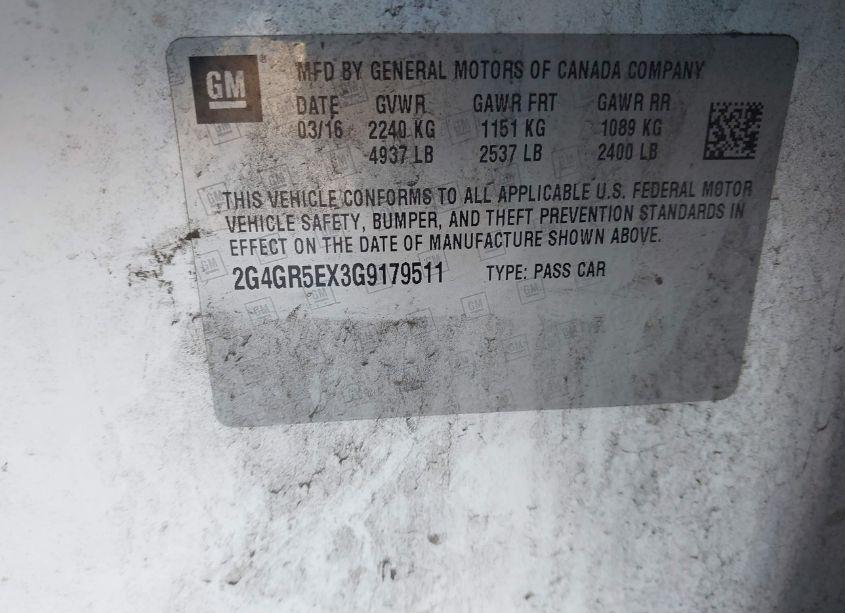 GM
MFD BY GENERAL MOTORS OF CANADA COMPANY
DATE GVWR GAWR FRT GAWR RR
03/16 2240 KG 1151 KG 1089 KG
4937 LB 2537 LB 2400 LB
THIS VEHICLE CONFORMS TO ALL APPLICABLE U.S. FEDERAL MOTOR
VEHICLE SAFETY, BUMPER, AND THEFT PREVENTION STANDARDS IN
EFFECT ON THE DATE OF MANUFACTURE SHOWN ABOVE.
2G4GR5EX3G9179511 TYPE: PASS CAR